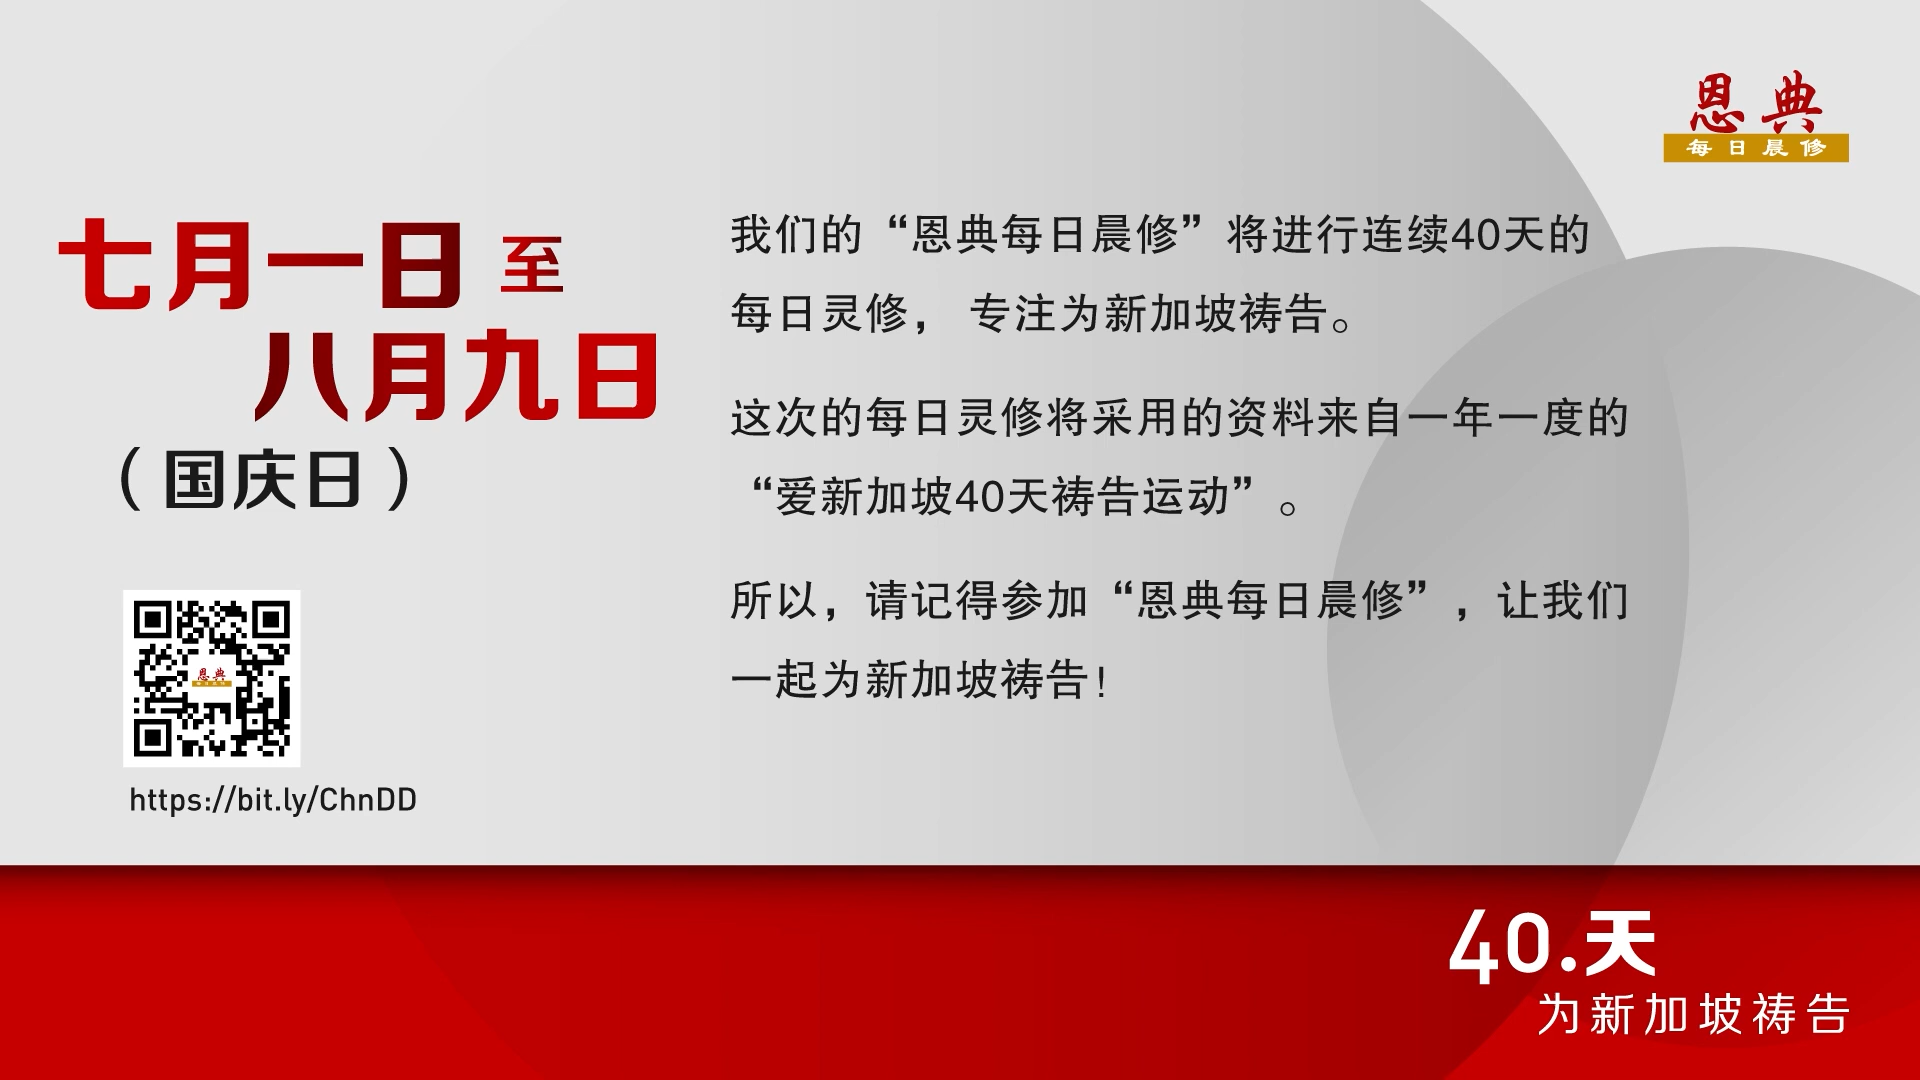 恩典
每日晨修
七月一日 至
八月九日
（国庆日）
https://bit.ly/ChnDD
我们的“恩典每日晨修”将进行连续40天的
每日灵修， 专注为新加坡祷告。
这次的每日灵修将采用的资料来自一年一度的
“爱新加坡40天祷告运动”。
所以，请记得参加“恩典每日晨修”，让我们
一起为新加坡祷告！
40.天
为新加坡祷告